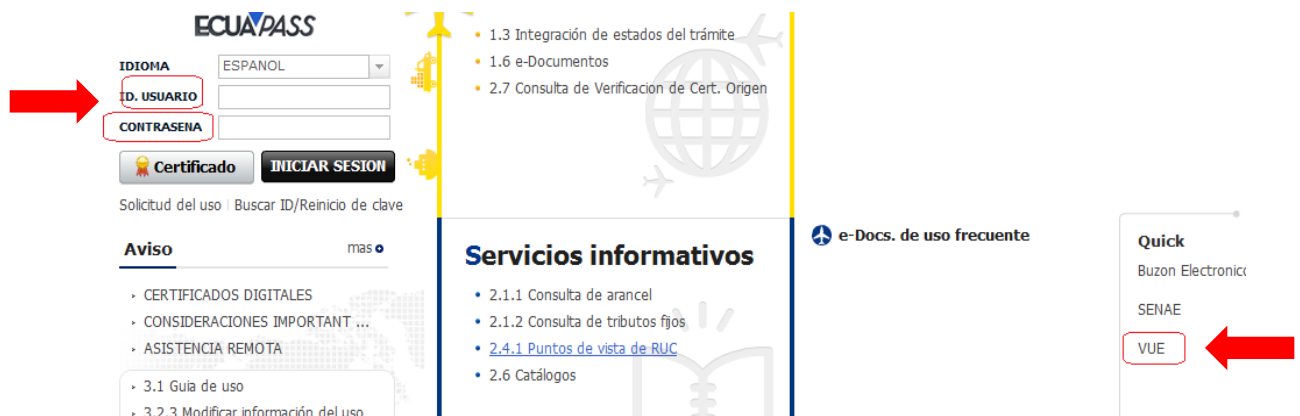 ECUAPASS
IDIOMA ESPANOL
ID. USUARIO
CONTRASENA
Certificado INICIAR SESION
Solicitud del uso | Buscar ID/Reinicio de clave
Aviso mas
CERTIFICADOS DIGITALES
CONSIDERACIONES IMPORTANT ...
ASISTENCIA REMOTA
3.1 Guia de uso
3.2.3 Modificar información del uso
1.3 Integración de estados del trámite
1.6 e-Documentos
2.7 Consulta de Verificacion de Cert. Origen
Servicios informativos
2.1.1 Consulta de arancel
2.1.2 Consulta de tributos fijos
2.4.1 Puntos de vista de RUC
2.6 Catálogos
e-Docs. de uso frecuente
Quick
Buzon Electronic
SENAE
VUE